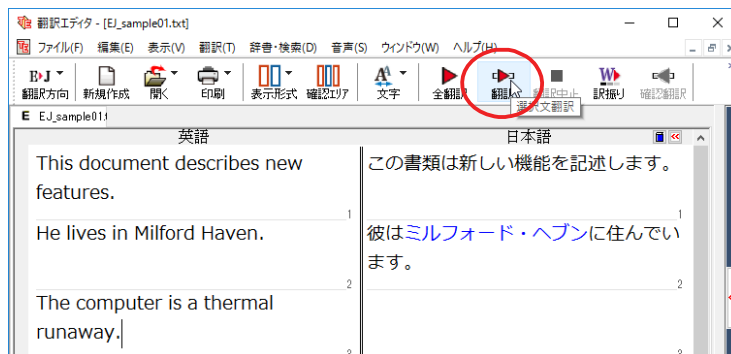 翻訳エディタ - [EJ_sample01.txt]
ファイル(F) 編集(E) 表示(V) 翻訳(T) 辞書・検索(D) 音声(S) ウィンドウ(W) ヘルプ(H)
E▸J
翻訳方向 新規作成 開く 印刷 表示形式 確認エリア 文字 全翻訳 翻訳 翻訳中止 訳振り 確認翻訳
選択文翻訳
E EJ_sample01.t
英語 日本語
This document describes new
features.
1
この書類は新しい機能を記述します。
1
He lives in Milford Haven.
2
彼はミルフォード・ヘブンに住んでい
ます。
2
The computer is a thermal
runaway.
3
3